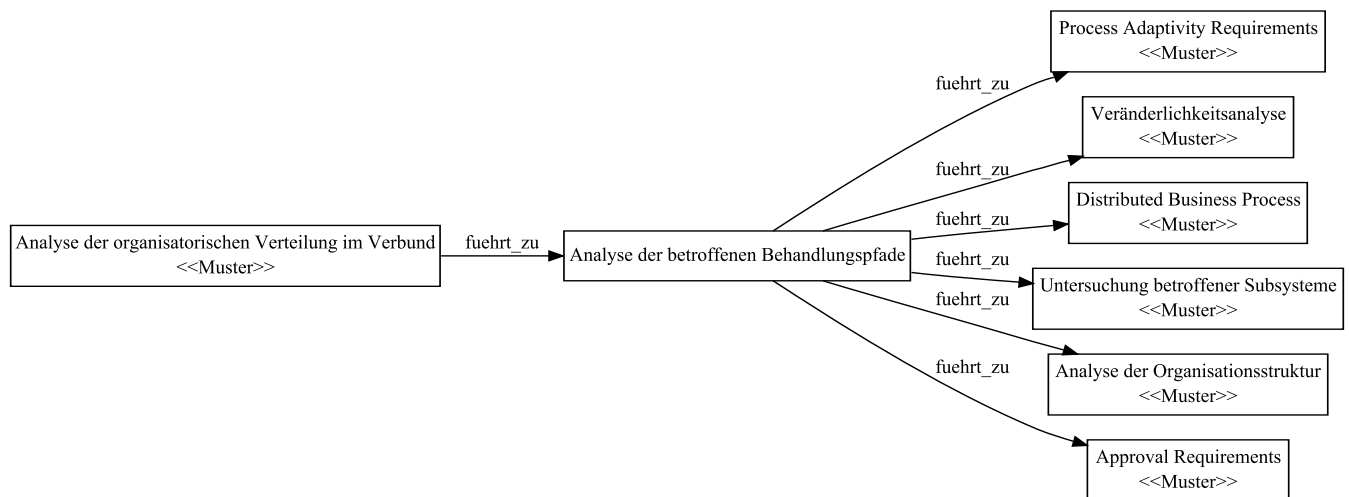 Analyse der organisatorischen Verteilung im Verbund
<<Muster>>
fuehrt_zu
Analyse der betroffenen Behandlungspfade
fuehrt_zu
Process Adaptivity Requirements
<<Muster>>
fuehrt_zu
Veränderlichkeitsanalyse
<<Muster>>
fuehrt_zu
Distributed Business Process
<<Muster>>
fuehrt_zu
Untersuchung betroffener Subsysteme
<<Muster>>
fuehrt_zu
Analyse der Organisationsstruktur
<<Muster>>
fuehrt_zu
Approval Requirements
<<Muster>>